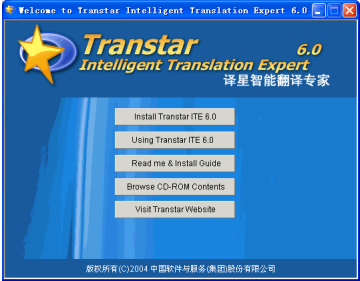 Welcome to Transtar Intelligent Translation Expert 6.0
Transtar 6.0
Intelligent Translation Expert
译星智能翻译专家
Install Transtar ITE 6.0
Using Transtar ITE 6.0
Read me & Install Guide
Browse CD-ROM Contents
Visit Transtar Website
版权所有(C)2004 中国软件与服务(集团)股份有限公司